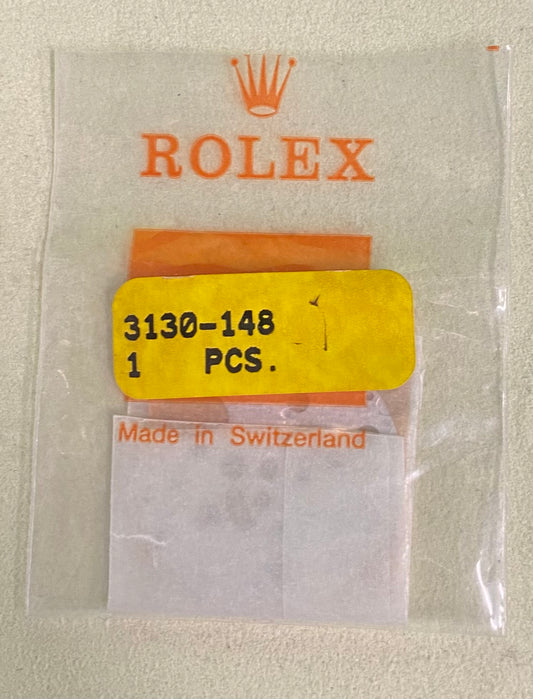 ROLEX
3130-148
1 PCS.
Made in Switzerland